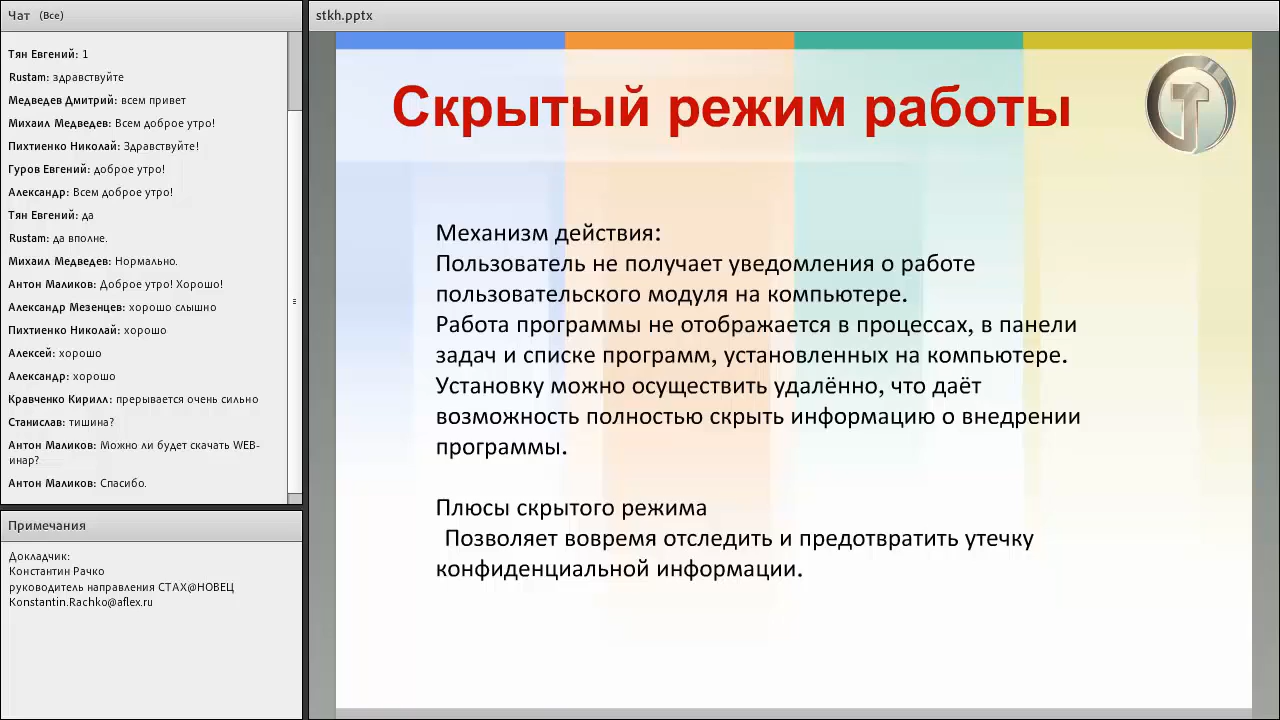 Чат (Все)
Тян Евгений: 1
Rustam: здравствуйте
Медведев Дмитрий: всем привет
Михаил Медведев: Всем доброе утро!
Пихтиенко Николай: Здравствуйте!
Гуров Евгений: доброе утро!
Александр: Всем доброе утро!
Тян Евгений: да
Rustam: да вполне.
Михаил Медведев: Нормально.
Антон Маликов: Доброе утро! Хорошо!
Александр Мезенцев: хорошо слышно
Пихтиенко Николай: хорошо
Алексей: хорошо
Александр: хорошо
Кравченко Кирилл: прерывается очень сильно
Станислав: тишина?
Антон Маликов: Можно ли будет скачать WEB-
инар?
Антон Маликов: Спасибо.
Примечания
Докладчик:
Константин Рачко
руководитель направления СТАХ@НОВЕЦ
Konstantin.Rachko@aflex.ru
stkh.pptx
Скрытый режим работы
Механизм действия:
Пользователь не получает уведомления о работе
пользовательского модуля на компьютере.
Работа программы не отображается в процессах, в панели
задач и списке программ, установленных на компьютере.
Установку можно осуществить удалённо, что даёт
возможность полностью скрыть информацию о внедрении
программы.
Плюсы скрытого режима
Позволяет вовремя отследить и предотвратить утечку
конфиденциальной информации.